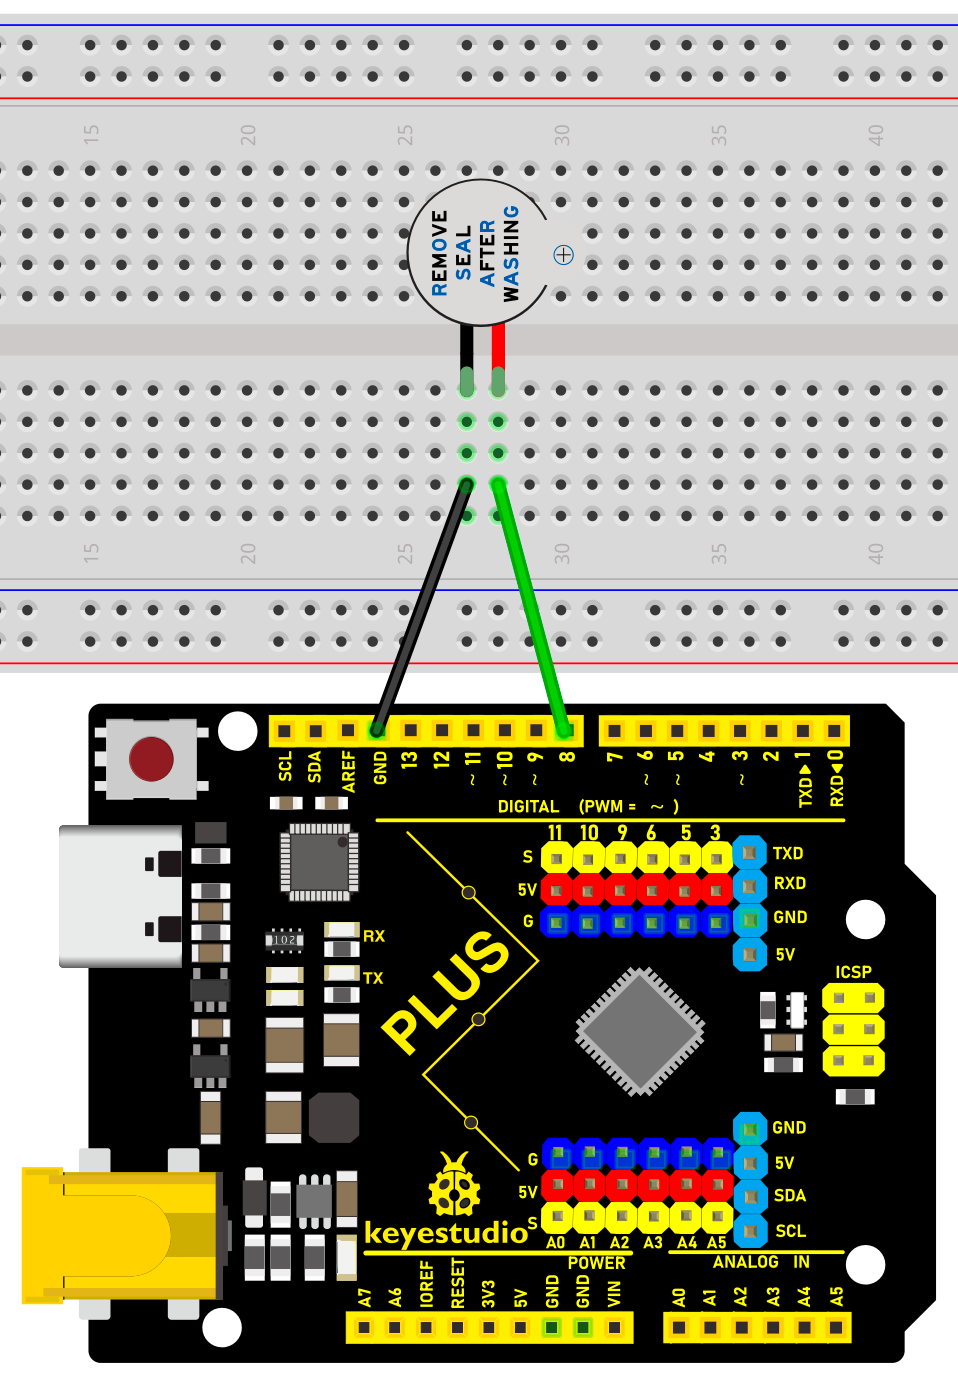 15 20 25 30 35 40
REMOVE
SEAL
AFTER
WASHING
15 20 25 30 35 40
SCL SDA AREF GND 13 12 ~11 ~10 ~9 8 7 ~6 ~5 4 ~3 2 TXD▶1 RXD◀0
DIGITAL (PWM = ~ )
11 10 9 6 5 3
S
5V
G
TXD
RXD
GND
5V
102
RX
TX
PLUS
ICSP
GND
5V
SDA
SCL
G
5V
S
A0 A1 A2 A3 A4 A5
keyestudio
POWER
ANALOG IN
A7 A6 IOREF RESET 3V3 5V GND GND VIN
A0 A1 A2 A3 A4 A5